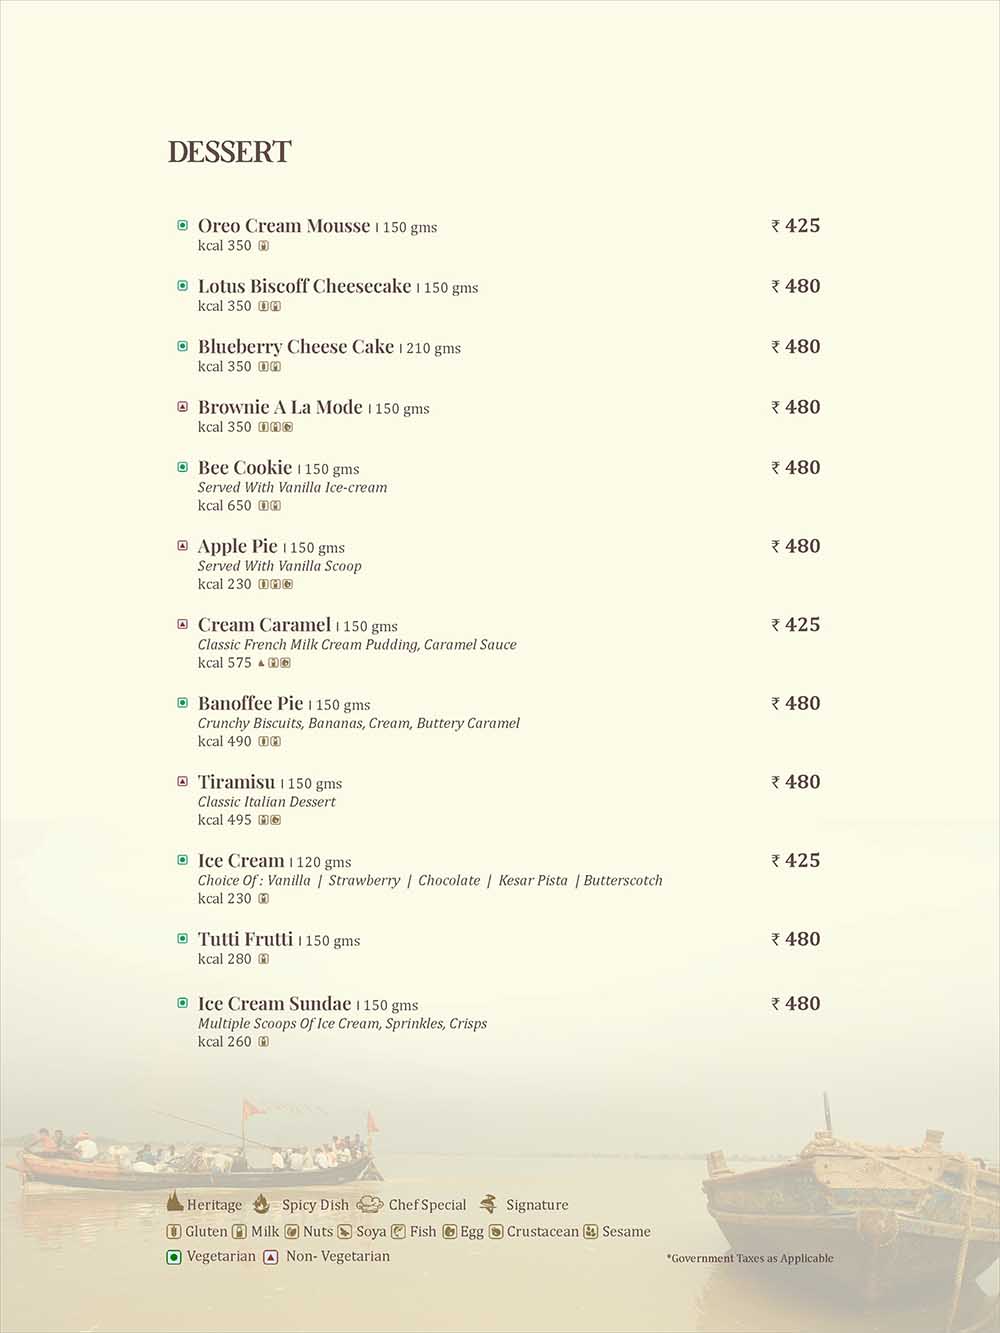 DESSERT
Oreo Cream Mousse I 150 gms ₹ 425
kcal 350
Lotus Biscoff Cheesecake I 150 gms ₹ 480
kcal 350
Blueberry Cheese Cake I 210 gms ₹ 480
kcal 350
Brownie A La Mode I 150 gms ₹ 480
kcal 350
Bee Cookie I 150 gms ₹ 480
Served With Vanilla Ice-cream
kcal 650
Apple Pie I 150 gms ₹ 480
Served With Vanilla Scoop
kcal 230
Cream Caramel I 150 gms ₹ 425
Classic French Milk Cream Pudding, Caramel Sauce
kcal 575
Banoffee Pie I 150 gms ₹ 480
Crunchy Biscuits, Bananas, Cream, Buttery Caramel
kcal 490
Tiramisu I 150 gms ₹ 480
Classic Italian Dessert
kcal 495
Ice Cream I 120 gms ₹ 425
Choice Of : Vanilla | Strawberry | Chocolate | Kesar Pista | Butterscotch
kcal 230
Tutti Frutti I 150 gms ₹ 480
kcal 280
Ice Cream Sundae I 150 gms ₹ 480
Multiple Scoops Of Ice Cream, Sprinkles, Crisps
kcal 260
Heritage Spicy Dish Chef Special Signature
Gluten Milk Nuts Soya Fish Egg Crustacean Sesame
Vegetarian Non- Vegetarian *Government Taxes as Applicable